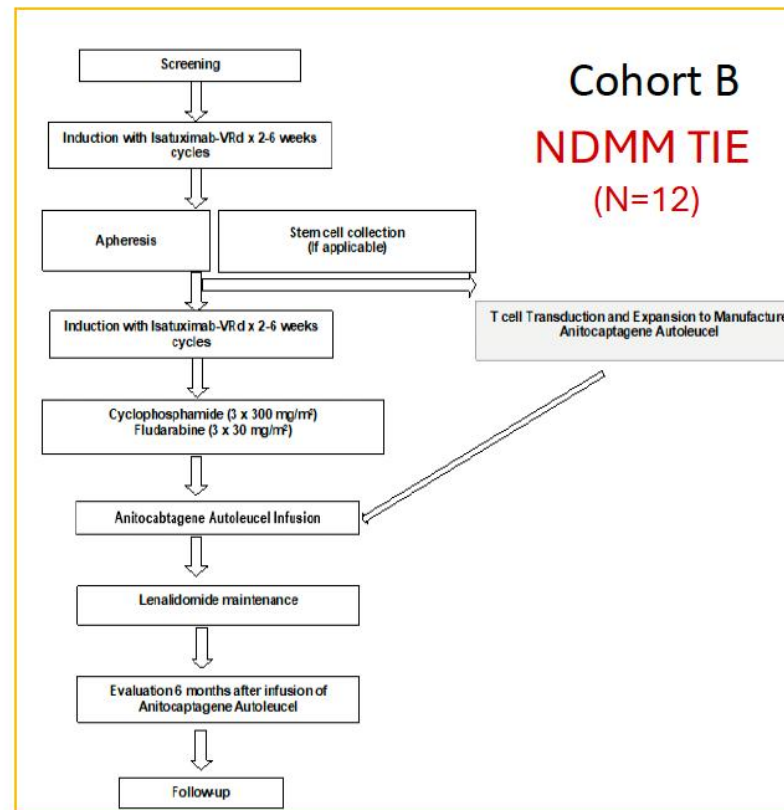 Screening
Cohort B
NDMM TIE
(N=12)
Induction with Isatuximab-VRd x 2-6 weeks
cycles
Apheresis
Stem cell collection
(If applicable)
Induction with Isatuximab-VRd x 2-6 weeks
cycles
T cell Transduction and Expansion to Manufacture
Anitocaptagene Autoleucel
Cyclophosphamide (3 x 300 mg/m²)
Fludarabine (3 x 30 mg/m²)
Anitocabtagene Autoleucel Infusion
Lenalidomide maintenance
Evaluation 6 months after infusion of
Anitocaptagene Autoleucel
Follow-up